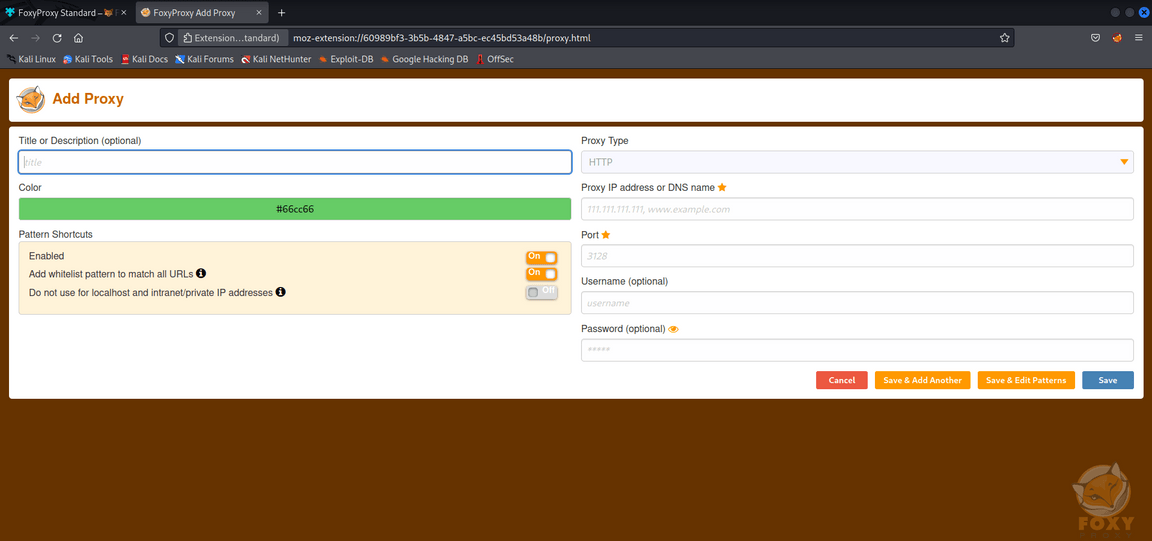 FoxyProxy Standard –
FoxyProxy Add Proxy
Extension...tandard)
moz-extension://60989bf3-3b5b-4847-a5bc-ec45bd53a48b/proxy.html
Kali Linux
Kali Tools
Kali Docs
Kali Forums
Kali NetHunter
Exploit-DB
Google Hacking DB
OffSec
Add Proxy
Title or Description (optional)
title
Color
#66cc66
Pattern Shortcuts
Enabled
On
Add whitelist pattern to match all URLs
On
Do not use for localhost and intranet/private IP addresses
Off
Proxy Type
HTTP
Proxy IP address or DNS name
111.111.111.111, www.example.com
Port
3128
Username (optional)
username
Password (optional)
*****
Cancel
Save & Add Another
Save & Edit Patterns
Save
FOXY